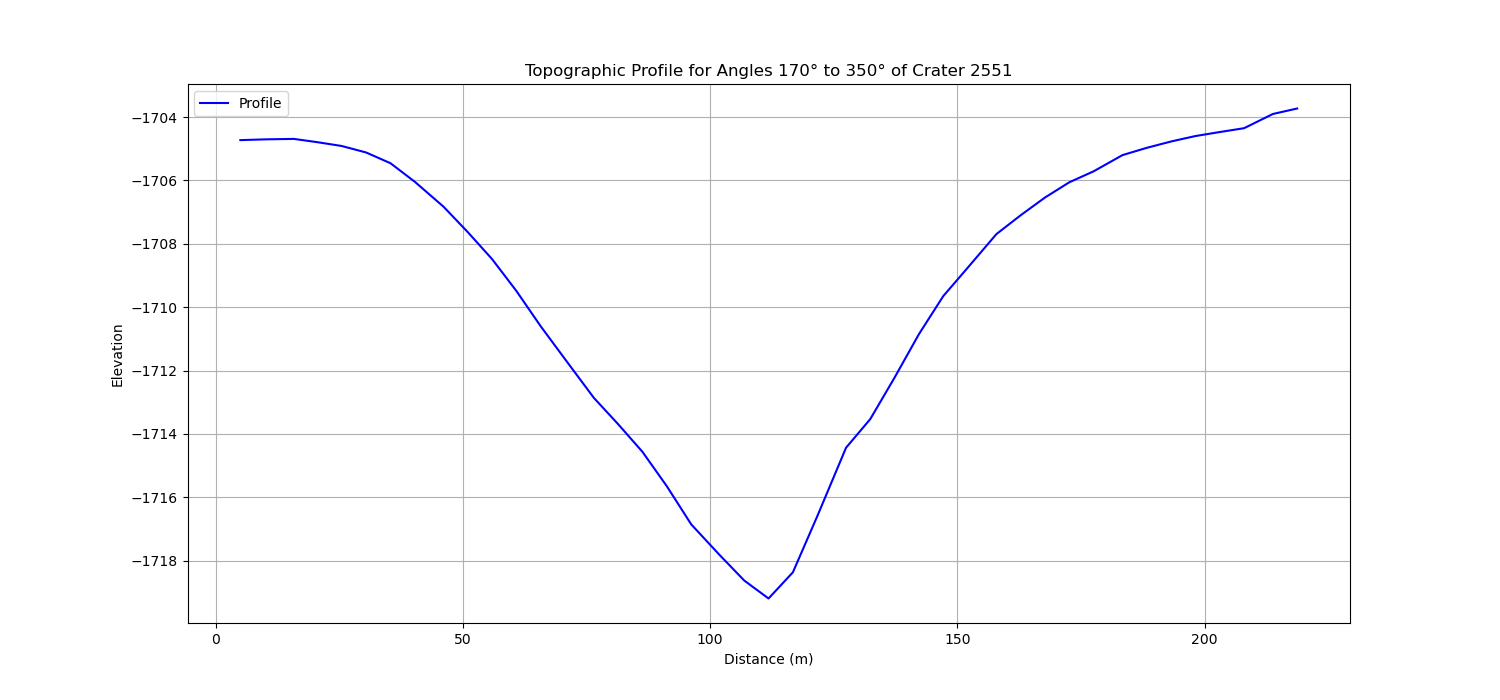 Topographic Profile for Angles 170° to 350° of Crater 2551
Profile
−1704
−1706
−1708
−1710
−1712
−1714
−1716
−1718
Elevation
0 50 100 150 200
Distance (m)